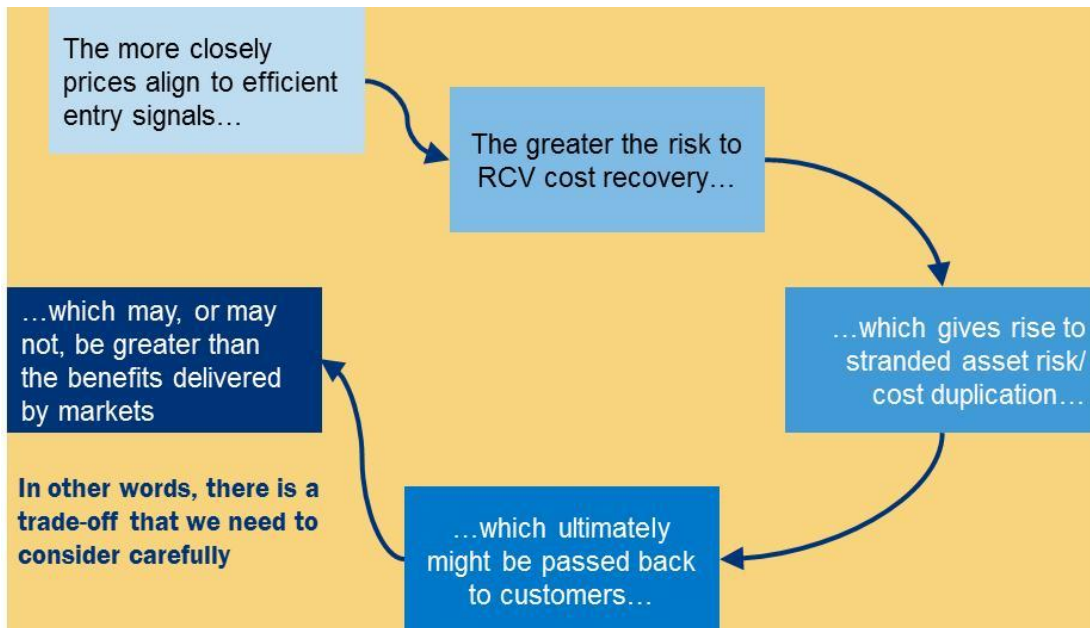 The more closely
prices align to efficient
entry signals…
The greater the risk to
RCV cost recovery…
…which gives rise to
stranded asset risk/
cost duplication…
…which ultimately
might be passed back
to customers…
…which may, or may
not, be greater than
the benefits delivered
by markets
In other words, there is a
trade-off that we need to
consider carefully